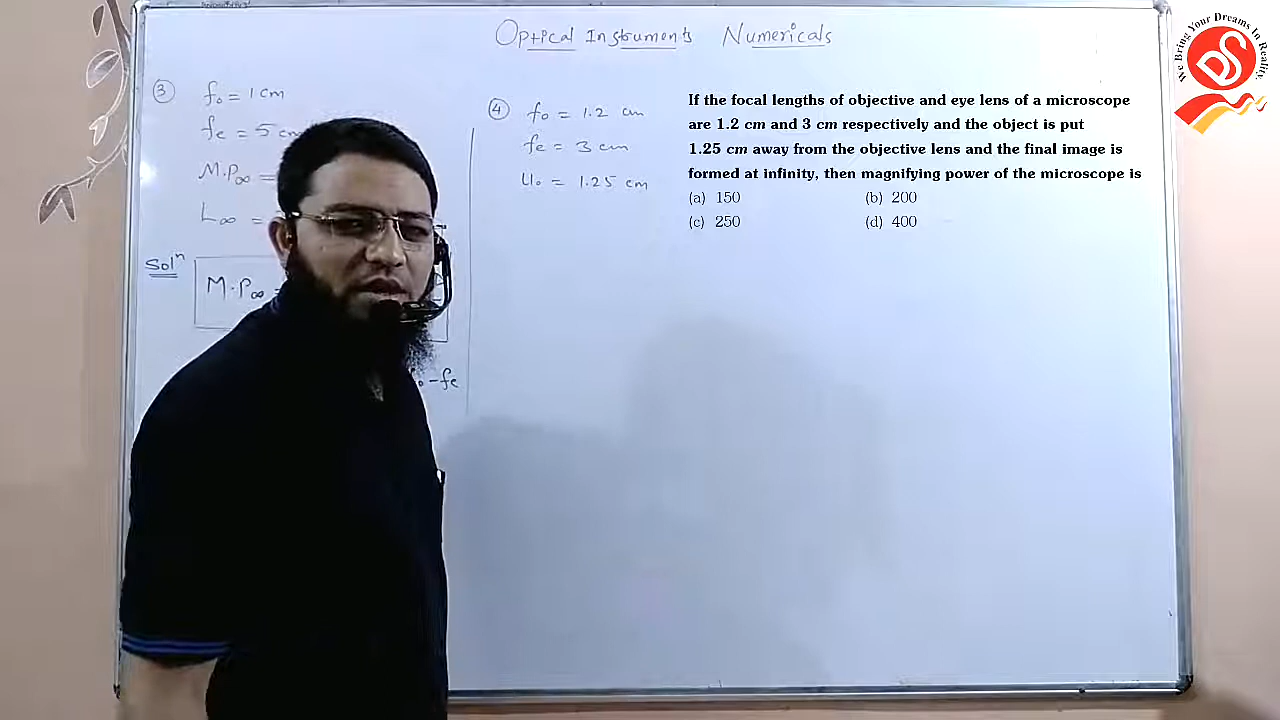 Optical Instruments Numericals
③ fo = 1 cm
fe = 5 cm
M.P∞ =
L∞ =
Solⁿ
M.P∞ =
-fe
④ fo = 1.2 cm
fe = 3 cm
uo = 1.25 cm
If the focal lengths of objective and eye lens of a microscope
are 1.2 cm and 3 cm respectively and the object is put
1.25 cm away from the objective lens and the final image is
formed at infinity, then magnifying power of the microscope is
(a) 150 (b) 200
(c) 250 (d) 400
We Bring Your Dreams In Reality
DS